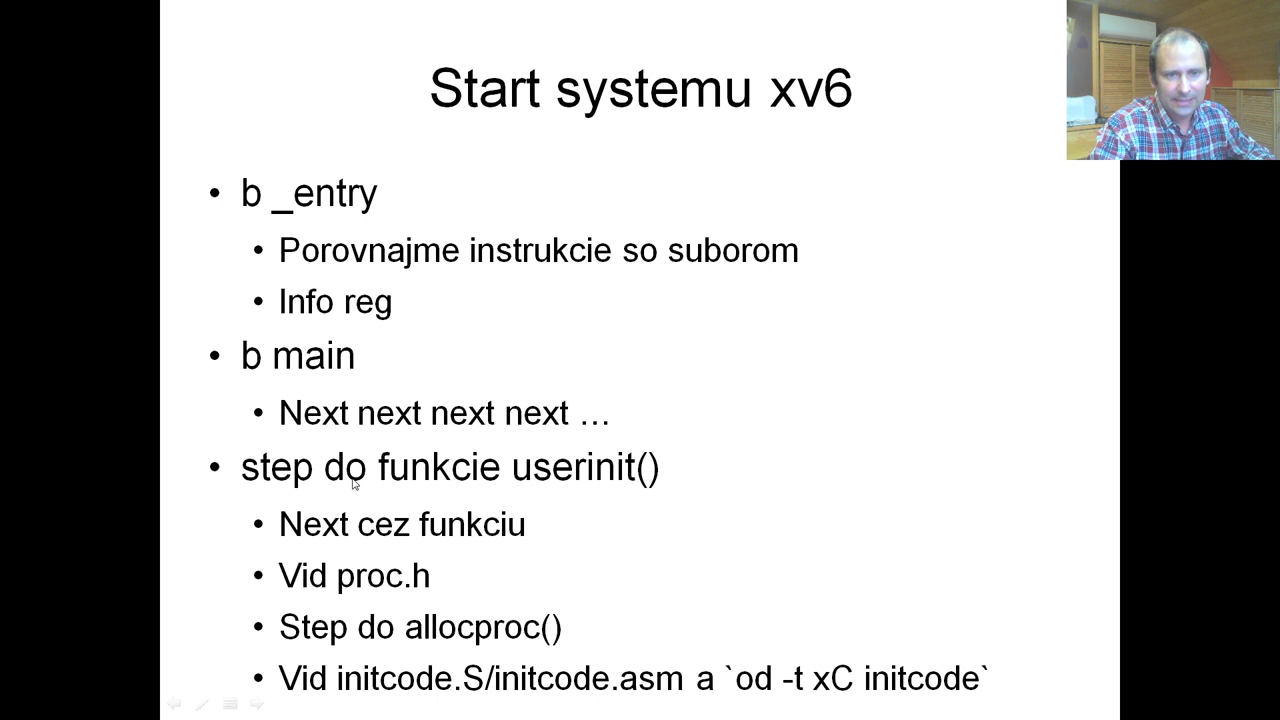 Start systemu xv6
• b _entry
• Porovnajme instrukcie so suborom
• Info reg
• b main
• Next next next next …
• step do funkcie userinit()
• Next cez funkciu
• Vid proc.h
• Step do allocproc()
• Vid initcode.S/initcode.asm a `od -t xC initcode`